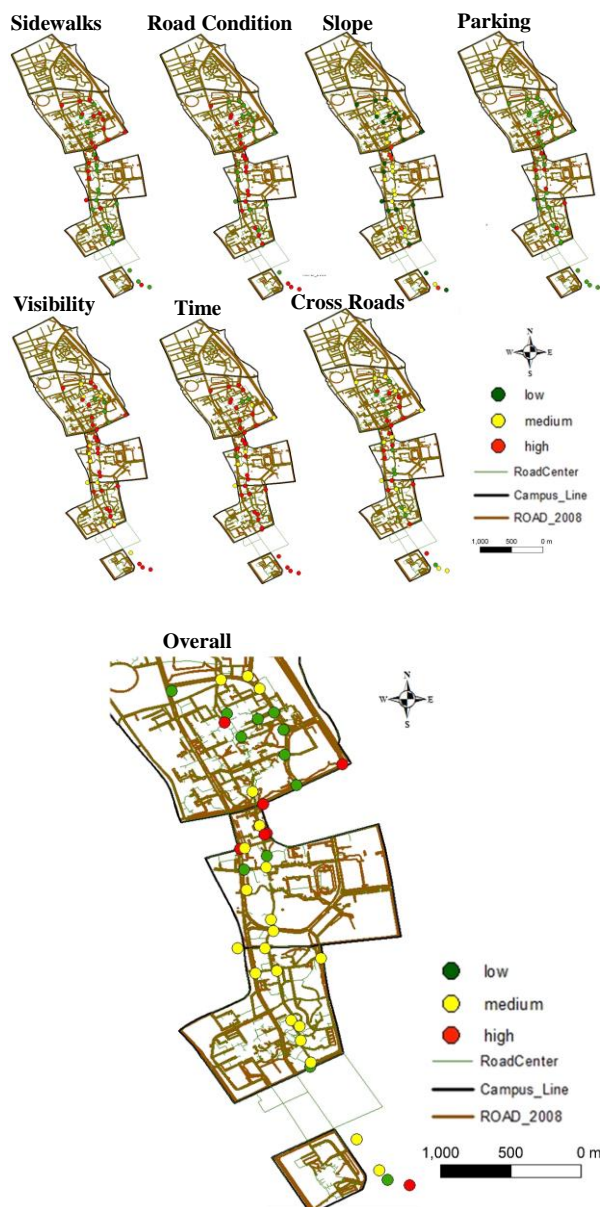 Sidewalks Road Condition Slope Parking
Visibility Time Cross Roads
N
W E
S
low
medium
high
RoadCenter
Campus_Line
ROAD_2008
1,000 500 0 m
Overall
N
W E
S
low
medium
high
RoadCenter
Campus_Line
ROAD_2008
1,000 500 0 m